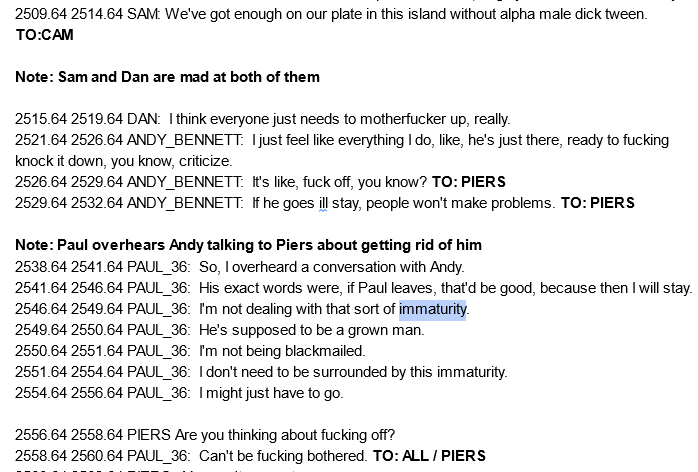 2509.64 2514.64 SAM: We've got enough on our plate in this island without alpha male dick tween.
TO:CAM
Note: Sam and Dan are mad at both of them
2515.64 2519.64 DAN: I think everyone just needs to motherfucker up, really.
2521.64 2526.64 ANDY_BENNETT: I just feel like everything I do, like, he's just there, ready to fucking
knock it down, you know, criticize.
2526.64 2529.64 ANDY_BENNETT: It's like, fuck off, you know? TO: PIERS
2529.64 2532.64 ANDY_BENNETT: If he goes ill stay, people won't make problems. TO: PIERS
Note: Paul overhears Andy talking to Piers about getting rid of him
2538.64 2541.64 PAUL_36: So, I overheard a conversation with Andy.
2541.64 2546.64 PAUL_36: His exact words were, if Paul leaves, that'd be good, because then I will stay.
2546.64 2549.64 PAUL_36: I'm not dealing with that sort of immaturity.
2549.64 2550.64 PAUL_36: He's supposed to be a grown man.
2550.64 2551.64 PAUL_36: I'm not being blackmailed.
2551.64 2554.64 PAUL_36: I don't need to be surrounded by this immaturity.
2554.64 2556.64 PAUL_36: I might just have to go.
2556.64 2558.64 PIERS Are you thinking about fucking off?
2558.64 2560.64 PAUL_36: Can't be fucking bothered. TO: ALL / PIERS